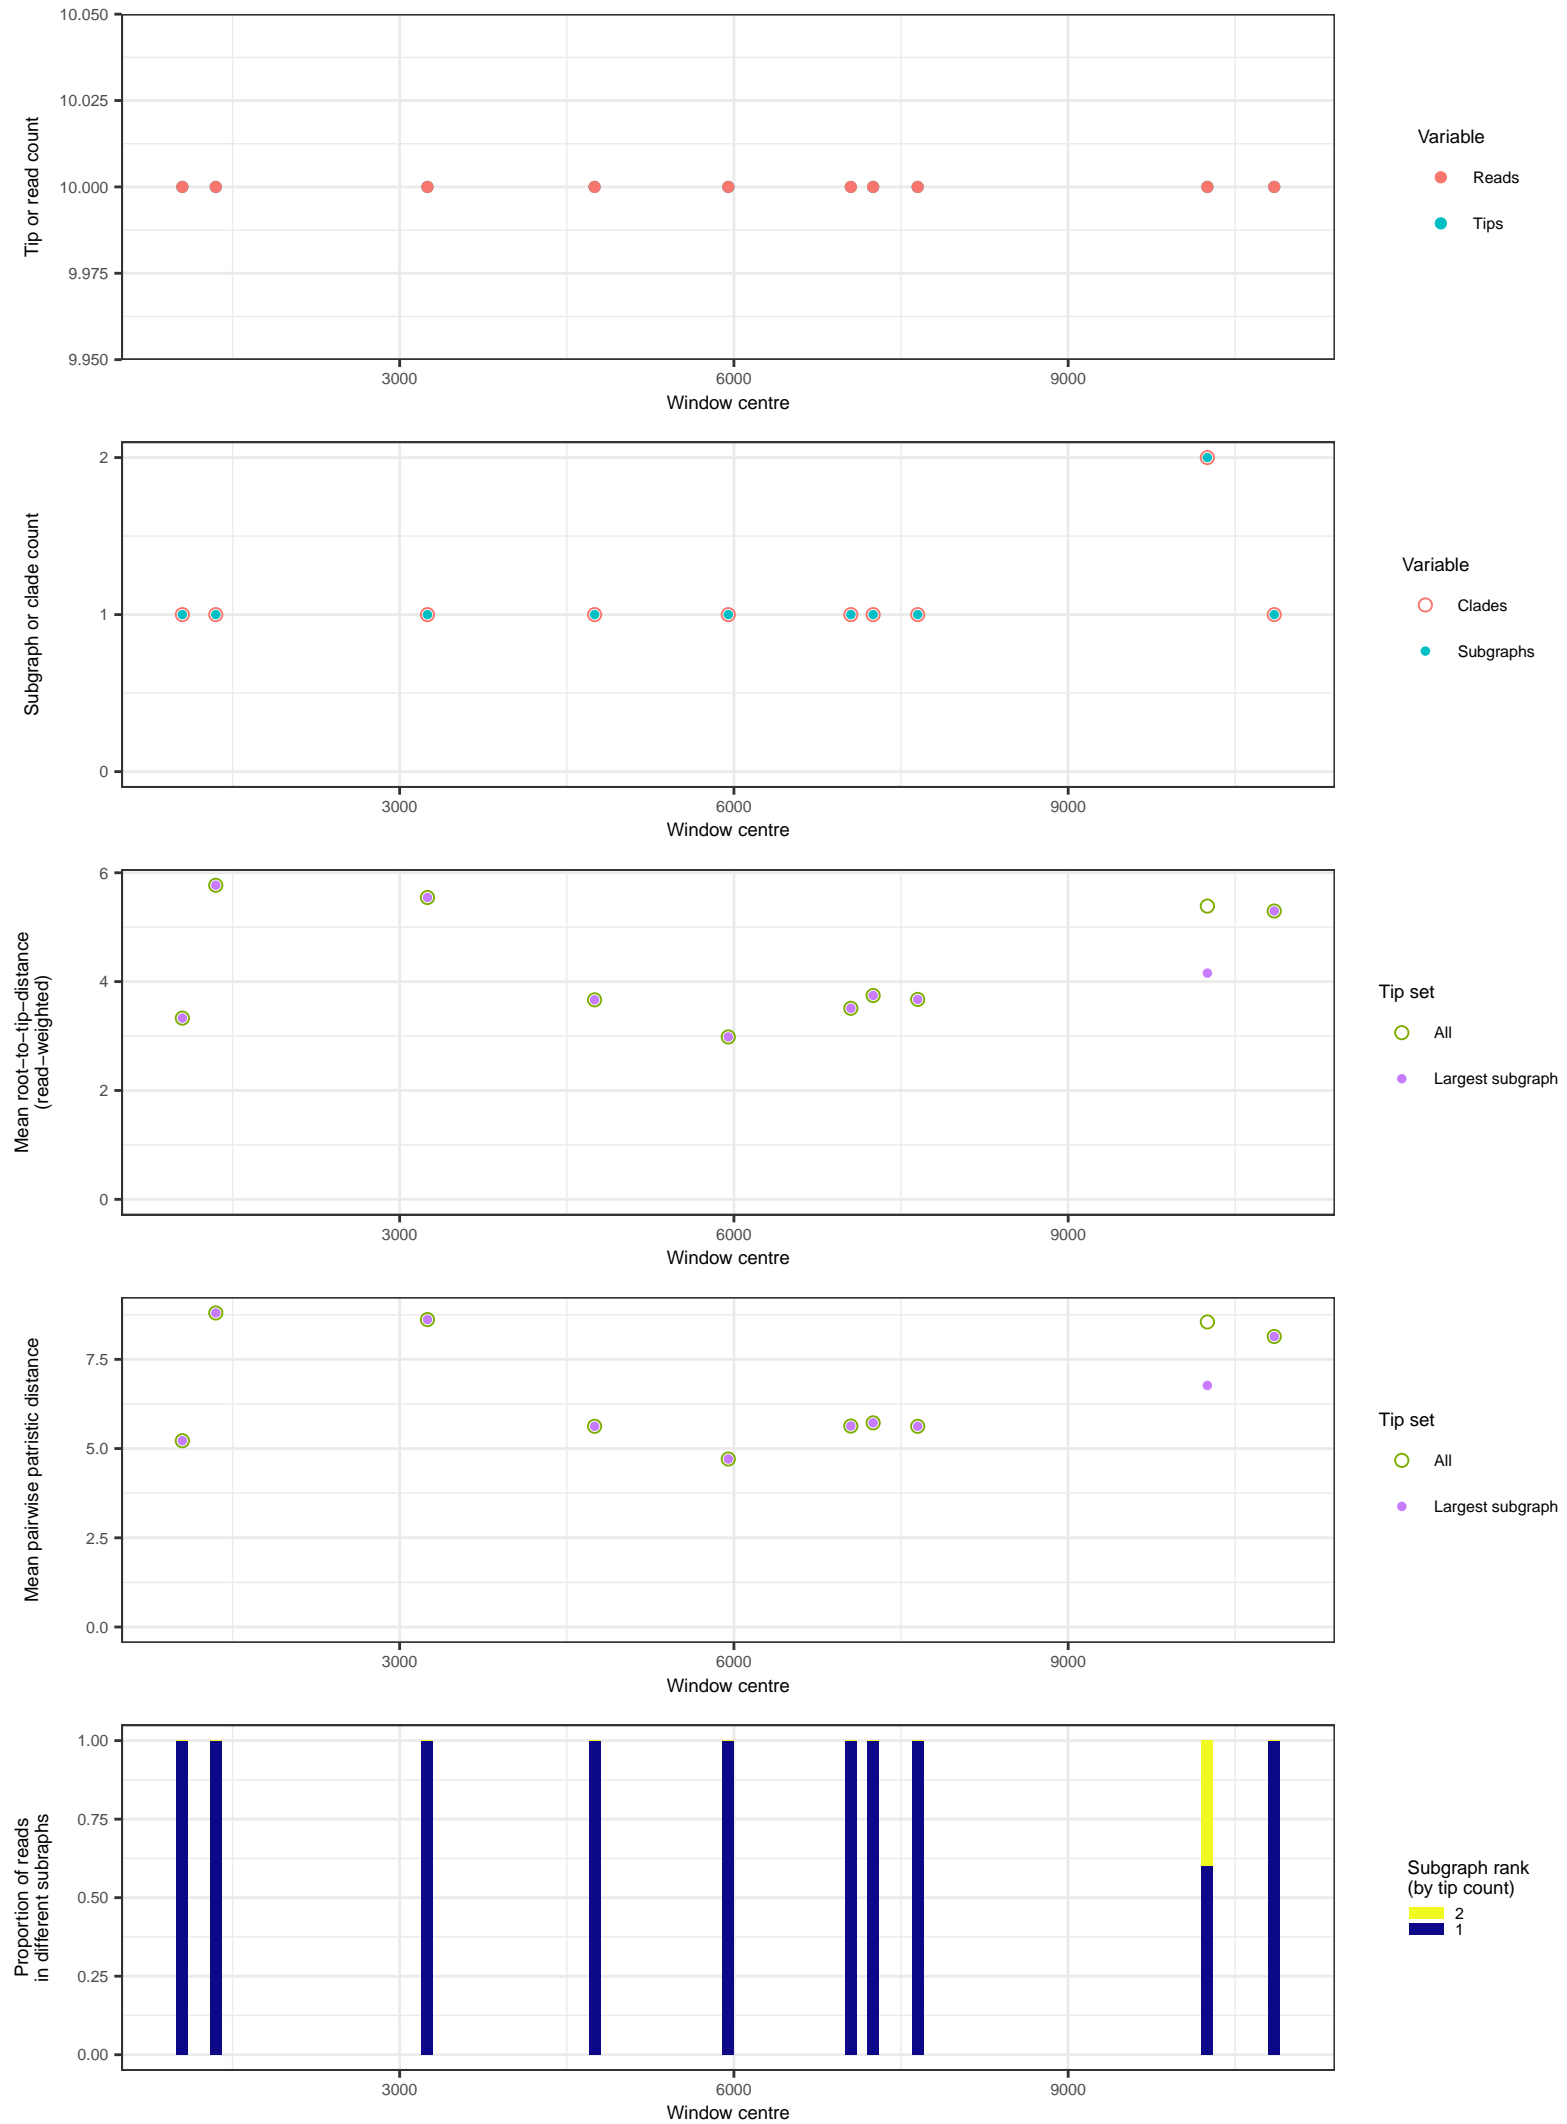 10.050
10.025
10.000
9.975
9.950
Tip or read count
3000
6000
9000
Window centre
Variable
Reads
Tips
2
1
0
Subgraph or clade count
3000
6000
9000
Window centre
Variable
Clades
Subgraphs
6
4
2
0
Mean root−to−tip−distance
(read−weighted)
3000
6000
9000
Window centre
Tip set
All
Largest subgraph
7.5
5.0
2.5
0.0
Mean pairwise patristic distance
3000
6000
9000
Window centre
Tip set
All
Largest subgraph
1.00
0.75
0.50
0.25
0.00
Proportion of reads
in different subraphs
3000
6000
9000
Window centre
Subgraph rank
(by tip count)
2
1